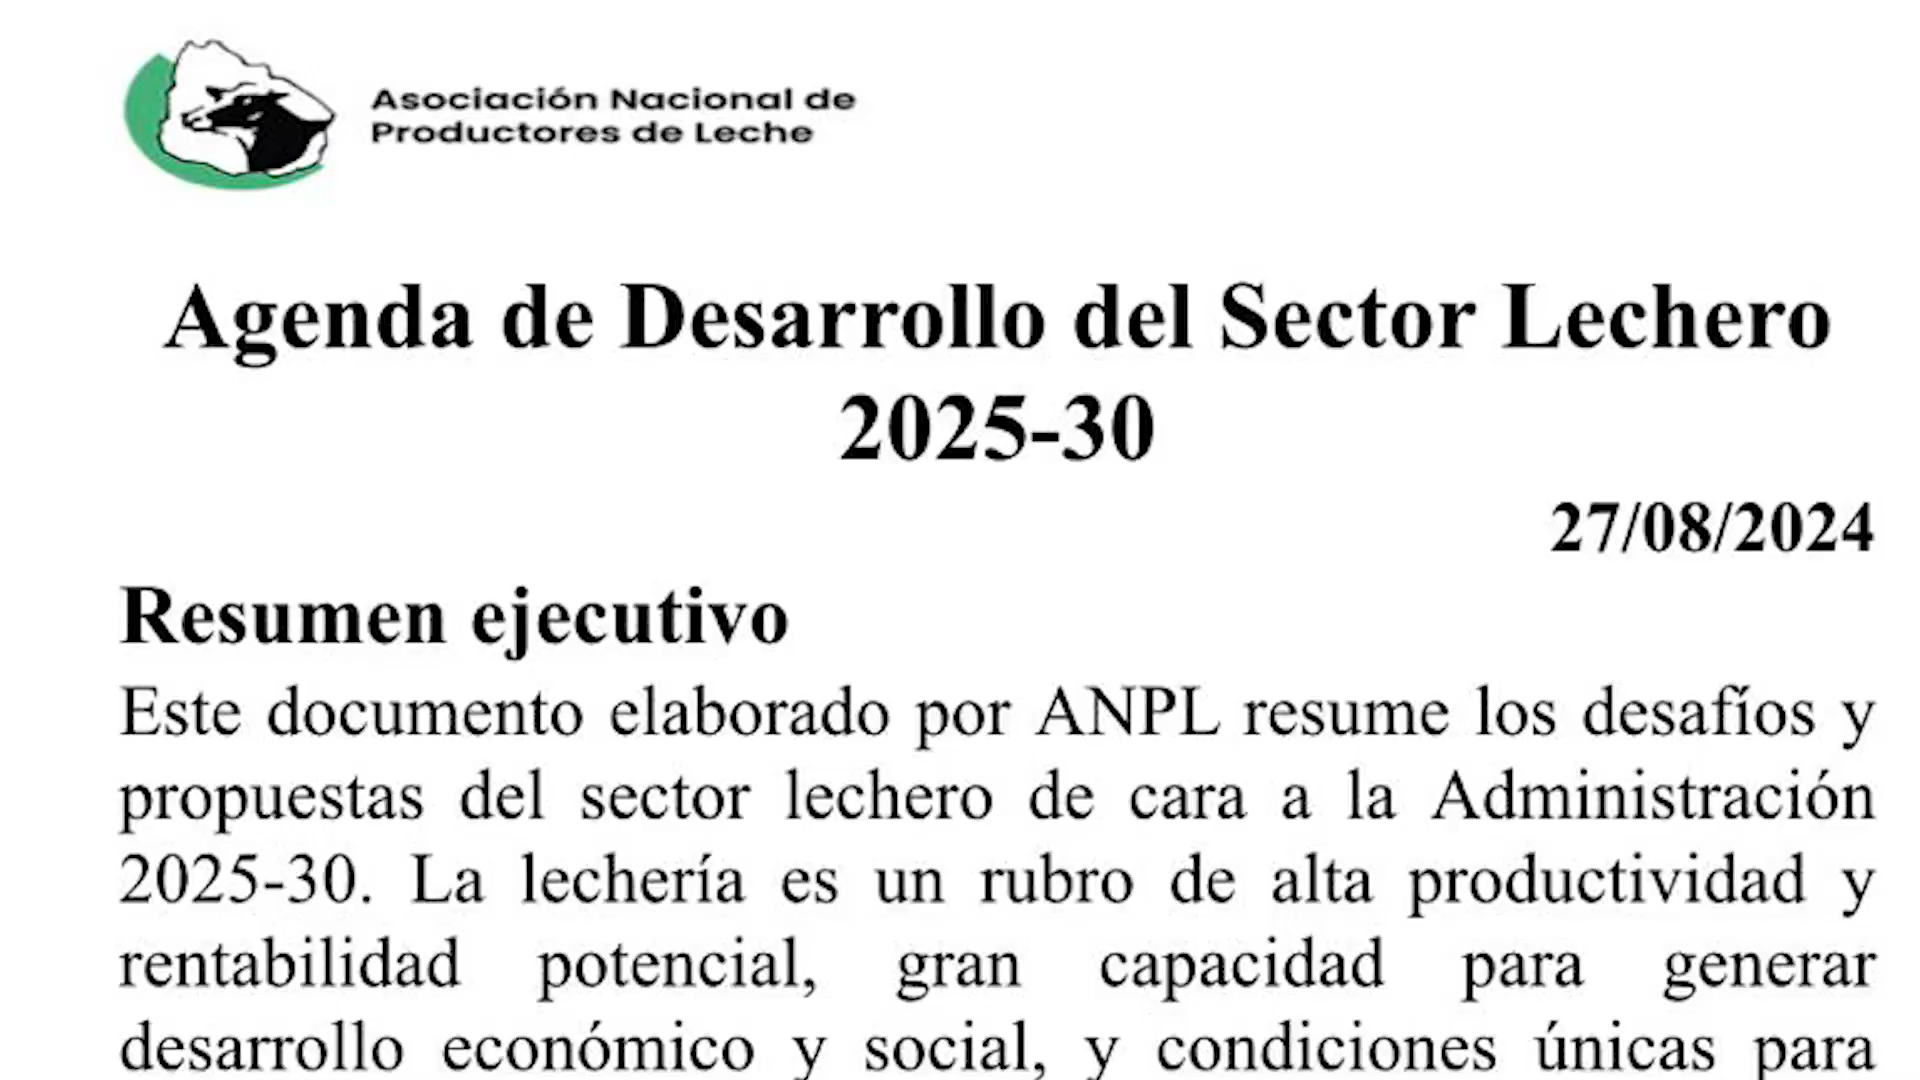 Asociación Nacional de
Productores de Leche
Agenda de Desarrollo del Sector Lechero
2025-30
27/08/2024
Resumen ejecutivo
Este documento elaborado por ANPL resume los desafíos y
propuestas del sector lechero de cara a la Administración
2025-30. La lechería es un rubro de alta productividad y
rentabilidad potencial, gran capacidad para generar
desarrollo económico y social, y condiciones únicas para